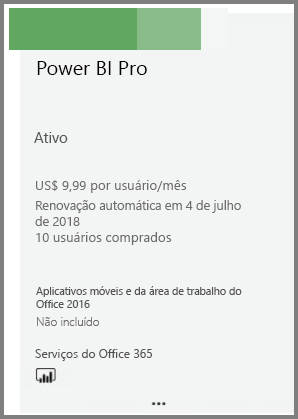 Power BI Pro
Ativo
US$ 9,99 por usuário/mês
Renovação automática em 4 de julho
de 2018
10 usuários comprados
Aplicativos móveis e da área de trabalho do
Office 2016
Não incluído
Serviços do Office 365